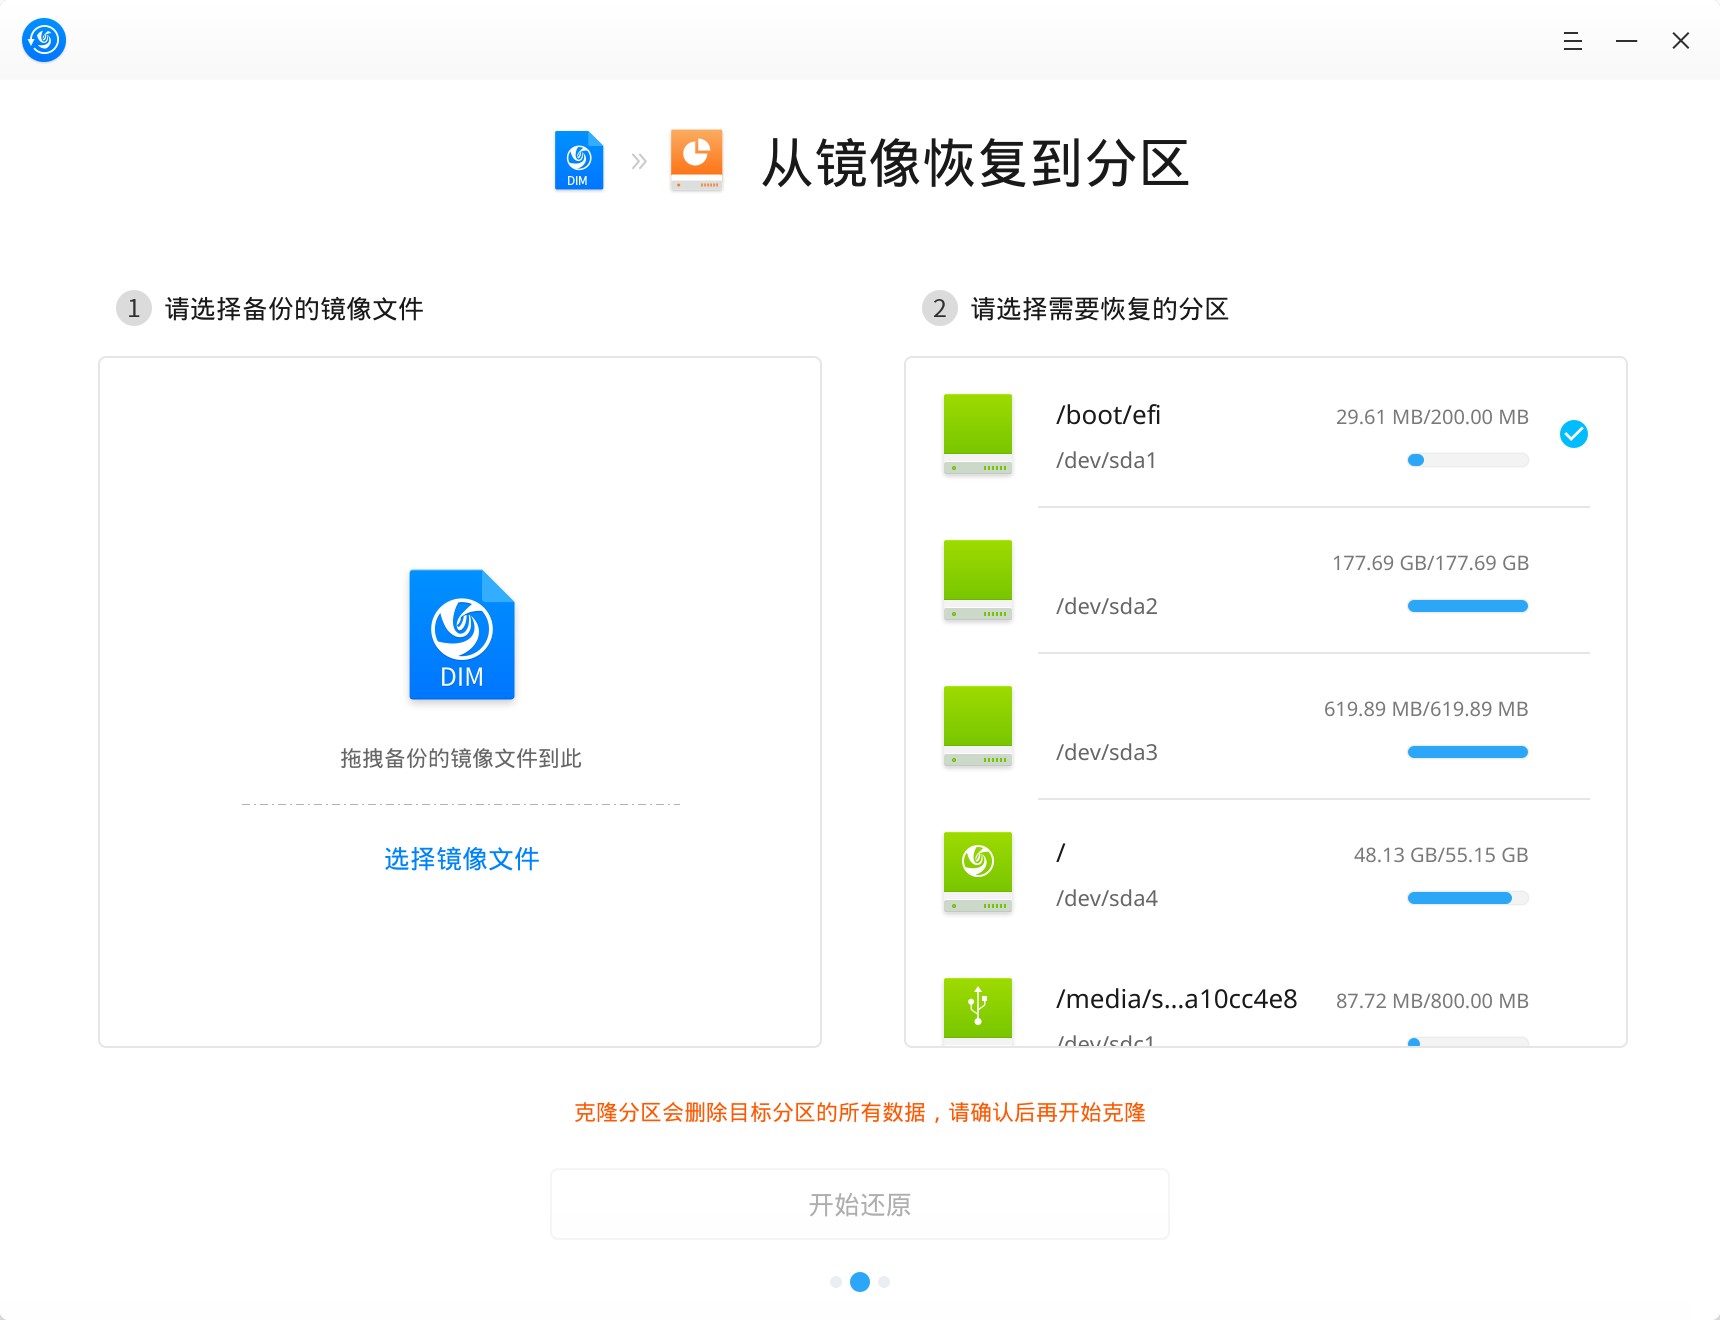 DIM
从镜像恢复到分区
1 请选择备份的镜像文件
DIM
拖拽备份的镜像文件到此
选择镜像文件
2 请选择需要恢复的分区
/boot/efi 29.61 MB/200.00 MB
/dev/sda1
177.69 GB/177.69 GB
/dev/sda2
619.89 MB/619.89 MB
/dev/sda3
/ 48.13 GB/55.15 GB
/dev/sda4
/media/s...a10cc4e8 87.72 MB/800.00 MB
/dev/sdc1
克隆分区会删除目标分区的所有数据，请确认后再开始克隆
开始还原